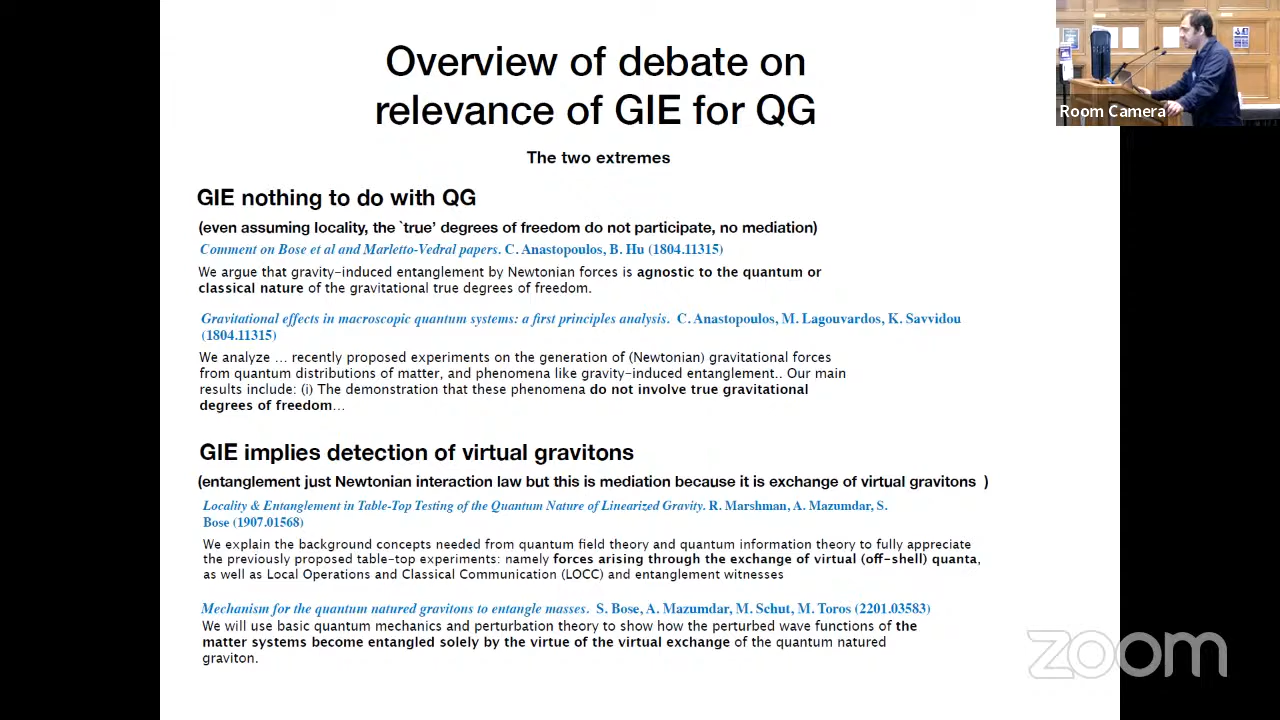 Overview of debate on
relevance of GIE for QG
The two extremes
GIE nothing to do with QG
(even assuming locality, the `true’ degrees of freedom do not participate, no mediation)
Comment on Bose et al and Marletto-Vedral papers. C. Anastopoulos, B. Hu (1804.11315)
We argue that gravity-induced entanglement by Newtonian forces is agnostic to the quantum or
classical nature of the gravitational true degrees of freedom.
Gravitational effects in macroscopic quantum systems: a first principles analysis. C. Anastopoulos, M. Lagouvardos, K. Savvidou
(1804.11315)
We analyze … recently proposed experiments on the generation of (Newtonian) gravitational forces
from quantum distributions of matter, and phenomena like gravity-induced entanglement.. Our main
results include: (i) The demonstration that these phenomena do not involve true gravitational
degrees of freedom…
GIE implies detection of virtual gravitons
(entanglement just Newtonian interaction law but this is mediation because it is exchange of virtual gravitons )
Locality & Entanglement in Table-Top Testing of the Quantum Nature of Linearized Gravity. R. Marshman, A. Mazumdar, S.
Bose (1907.01568)
We explain the background concepts needed from quantum field theory and quantum information theory to fully appreciate
the previously proposed table-top experiments: namely forces arising through the exchange of virtual (off-shell) quanta,
as well as Local Operations and Classical Communication (LOCC) and entanglement witnesses
Mechanism for the quantum natured gravitons to entangle masses. S. Bose, A. Mazumdar, M. Schut, M. Toros (2201.03583)
We will use basic quantum mechanics and perturbation theory to show how the perturbed wave functions of the
matter systems become entangled solely by the virtue of the virtual exchange of the quantum natured
graviton.
Room Camera
zoom